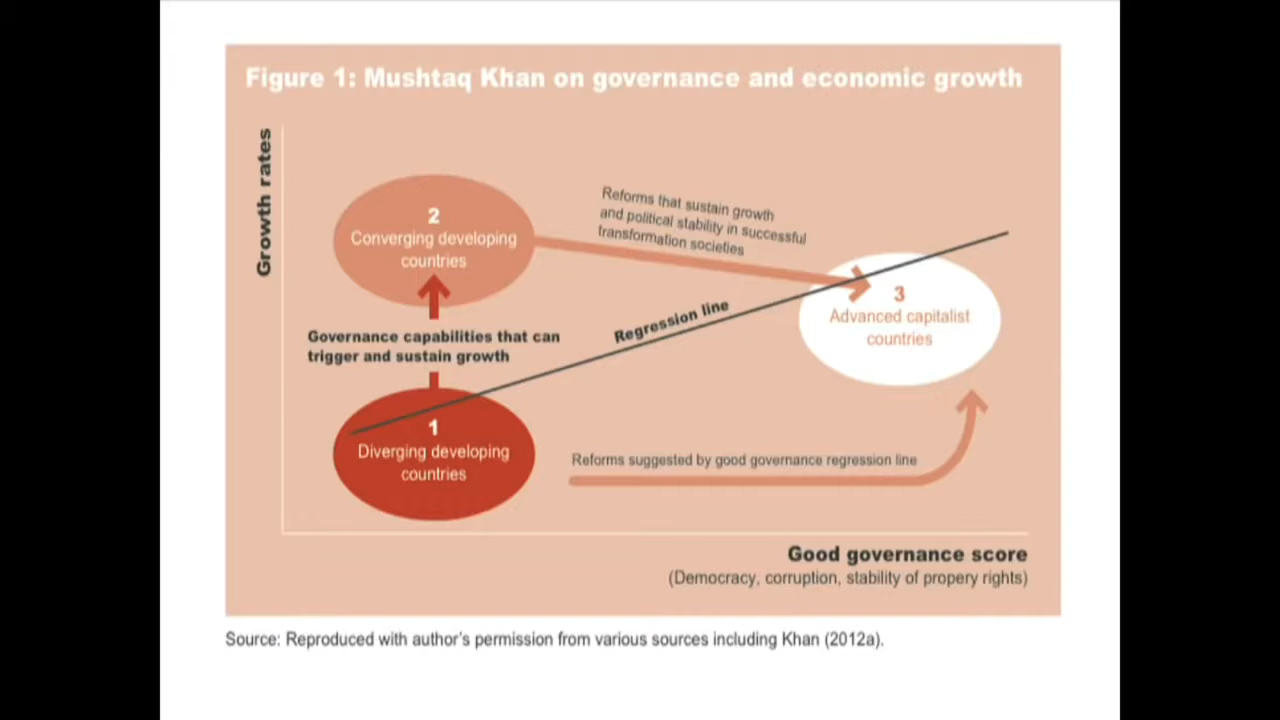 Figure 1: Mushtaq Khan on governance and economic growth
Growth rates
2
Converging developing
countries
Reforms that sustain growth
and political stability in successful
transformation societies
Governance capabilities that can
trigger and sustain growth
Regression line
3
Advanced capitalist
countries
1
Diverging developing
countries
Reforms suggested by good governance regression line
Good governance score
(Democracy, corruption, stability of propery rights)
Source: Reproduced with author's permission from various sources including Khan (2012a).